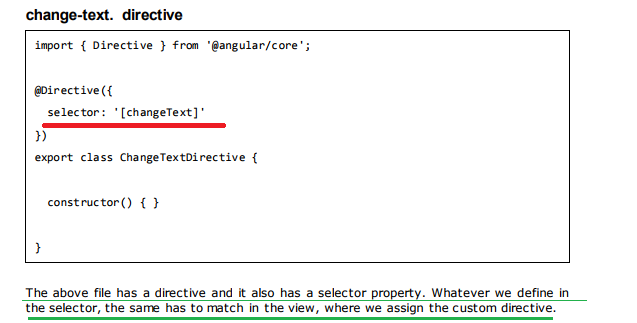 change-text. directive
import { Directive } from '@angular/core';
@Directive({
selector: '[changeText]'
})
export class ChangeTextDirective {
constructor() { }
}
The above file has a directive and it also has a selector property. Whatever we define in
the selector, the same has to match in the view, where we assign the custom directive.